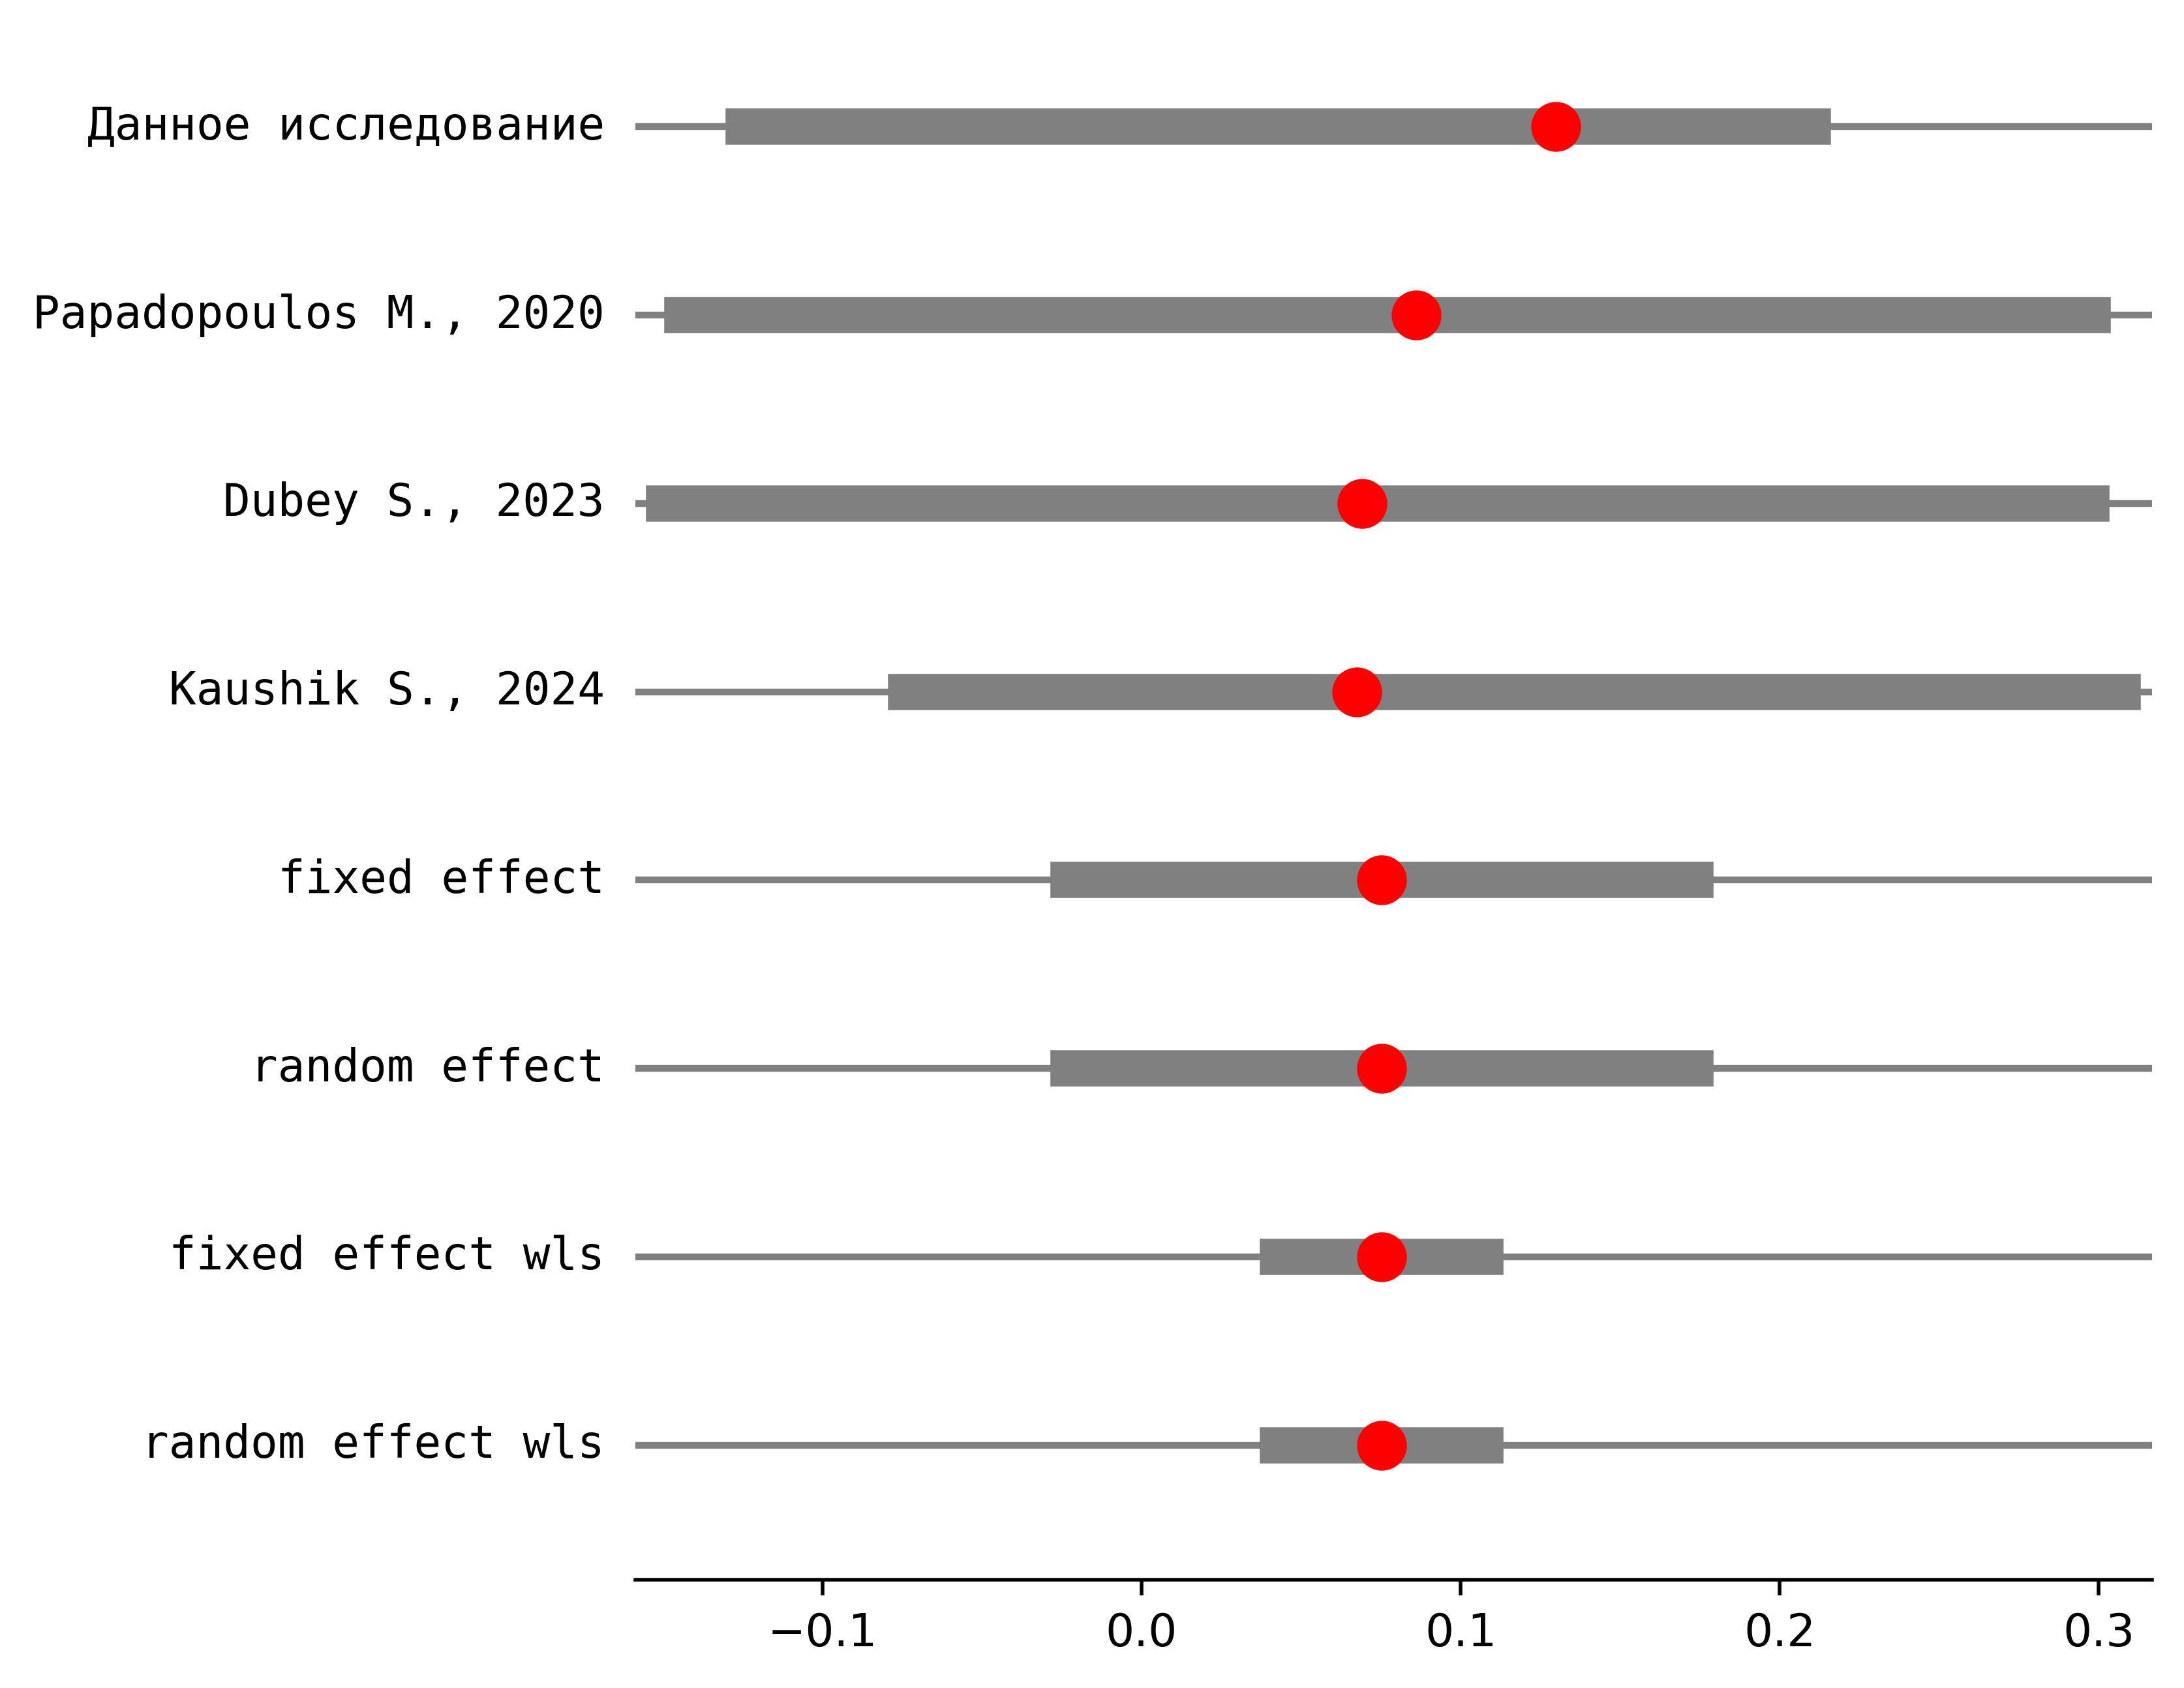 Данное исследование
Papadopoulos M., 2020
Dubey S., 2023
Kaushik S., 2024
fixed effect
random effect
fixed effect wls
random effect wls
−0.1 0.0 0.1 0.2 0.3